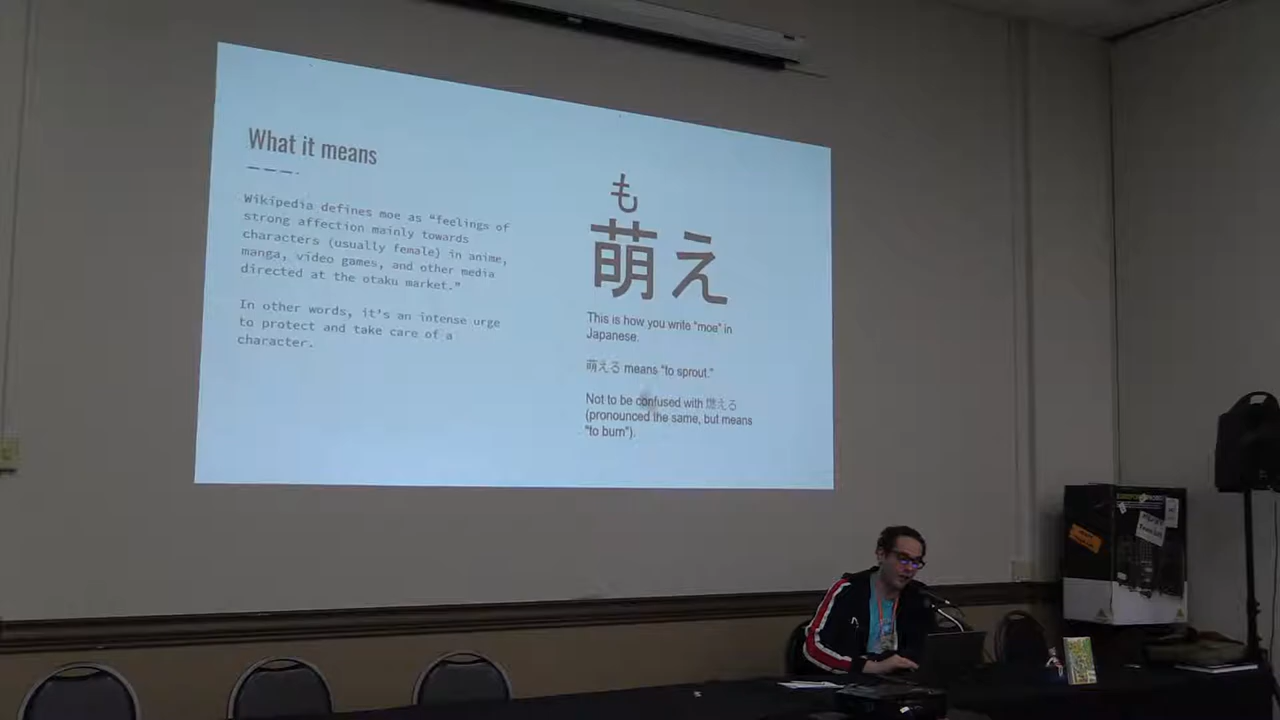 What it means
Wikipedia defines moe as “feelings of
strong affection mainly towards
characters (usually female) in anime,
manga, video games, and other media
directed at the otaku market.”
In other words, it’s an intense urge
to protect and take care of a
character.
も
萌え
This is how you write “moe” in
Japanese.
萌える means “to sprout.”
Not to be confused with 燃える
(pronounced the same, but means
“to burn”).